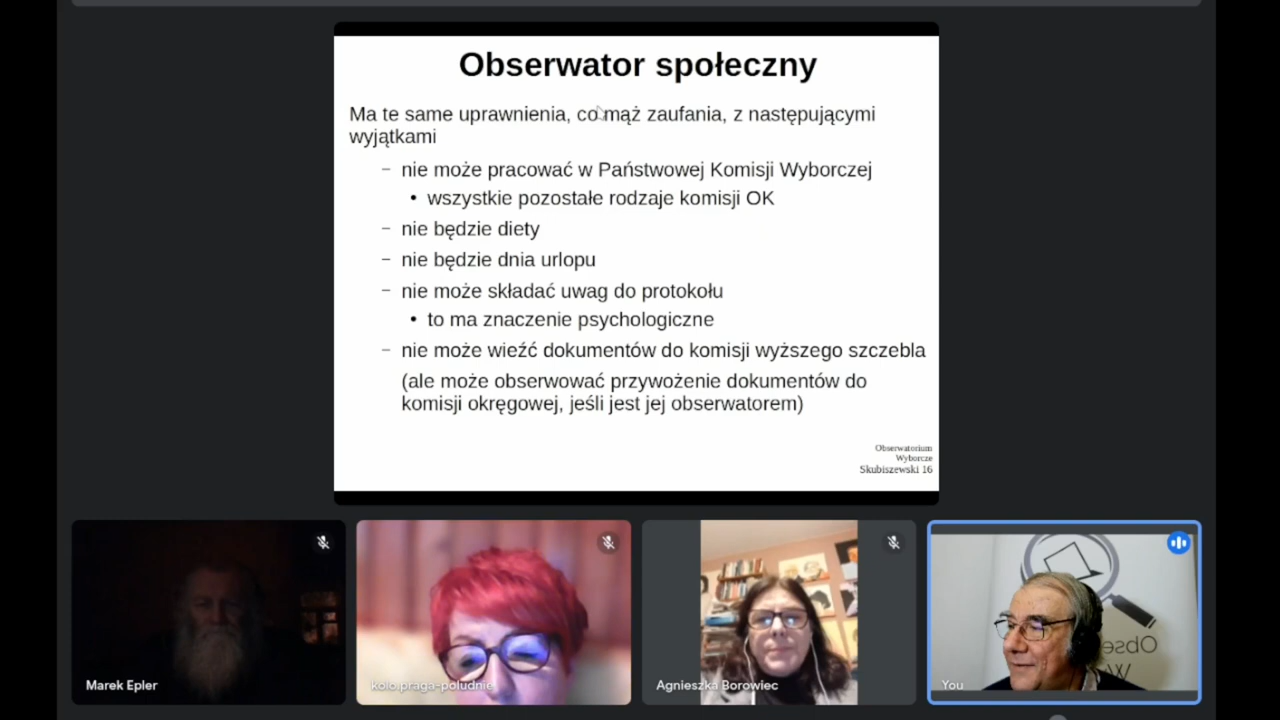 Obserwator społeczny
Ma te same uprawnienia, co mąż zaufania, z następującymi
wyjątkami
– nie może pracować w Państwowej Komisji Wyborczej
• wszystkie pozostałe rodzaje komisji OK
– nie będzie diety
– nie będzie dnia urlopu
– nie może składać uwag do protokołu
• to ma znaczenie psychologiczne
– nie może wieźć dokumentów do komisji wyższego szczebla
(ale może obserwować przywożenie dokumentów do
komisji okręgowej, jeśli jest jej obserwatorem)
Obserwatorium
Wyborcze
Skubiszewski 16
Marek Epler
kolo.praga-południe
Agnieszka Borowiec
You
Obse
W